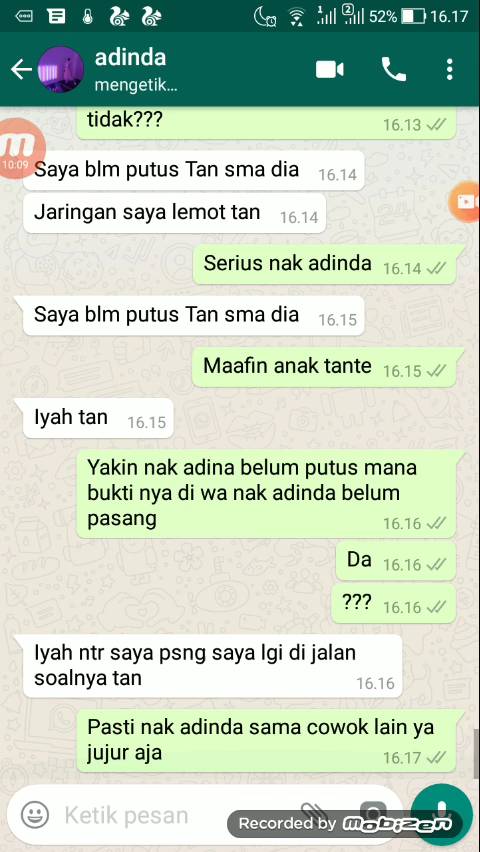 52% 16.17
adinda
mengetik...
tidak??? 16.13
10:09
Saya blm putus Tan sma dia 16.14
Jaringan saya lemot tan 16.14
Serius nak adinda 16.14
Saya blm putus Tan sma dia 16.15
Maafin anak tante 16.15
Iyah tan 16.15
Yakin nak adina belum putus mana
bukti nya di wa nak adinda belum
pasang 16.16
Da 16.16
??? 16.16
Iyah ntr saya psng saya lgi di jalan
soalnya tan 16.16
Pasti nak adinda sama cowok lain ya
jujur aja 16.17
Ketik pesan
Recorded by mobizen